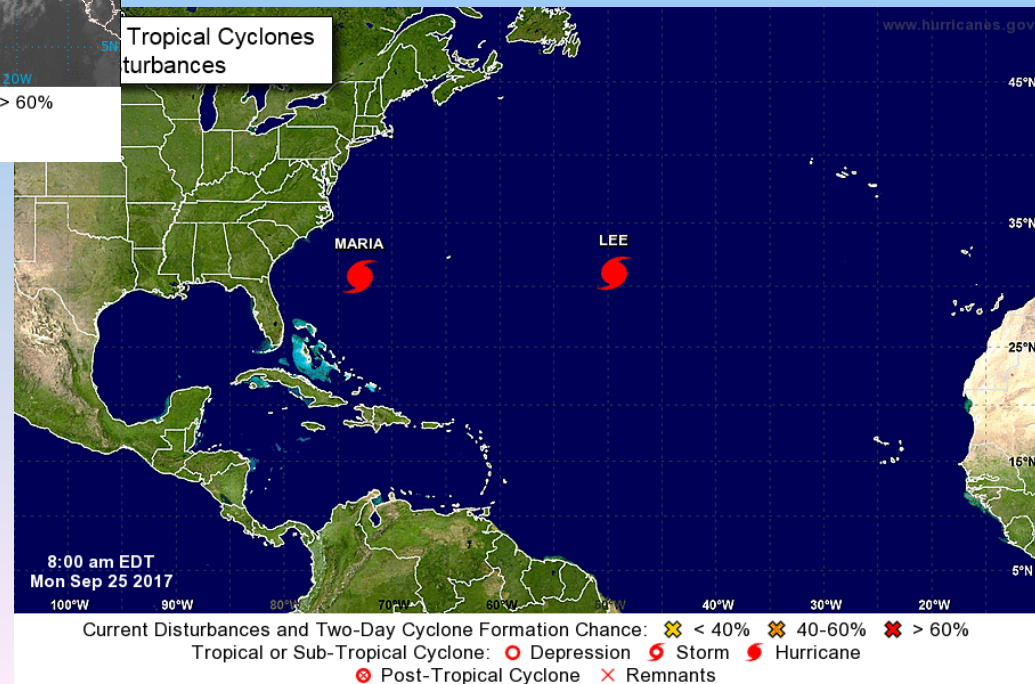 5N
20W
> 60%
Tropical Cyclones
turbances
www.hurricanes.gov
45°N
35°N
25°N
15°N
5°N
MARIA
LEE
8:00 am EDT
Mon Sep 25 2017
100°W 90°W 80°W 70°W 60°W 50°W 40°W 30°W 20°W
Current Disturbances and Two-Day Cyclone Formation Chance: < 40% 40-60% > 60%
Tropical or Sub-Tropical Cyclone: Depression Storm Hurricane
Post-Tropical Cyclone Remnants